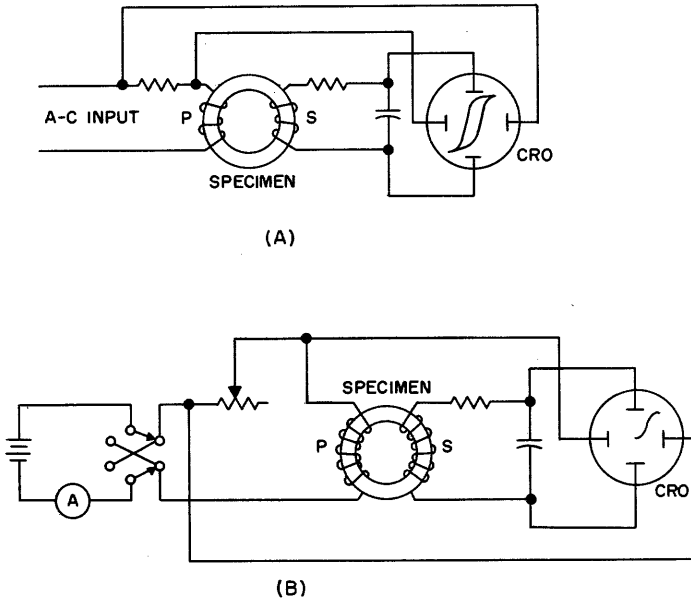 A-C INPUT
P
S
SPECIMEN
CRO
(A)
SPECIMEN
P
S
A
CRO
(B)